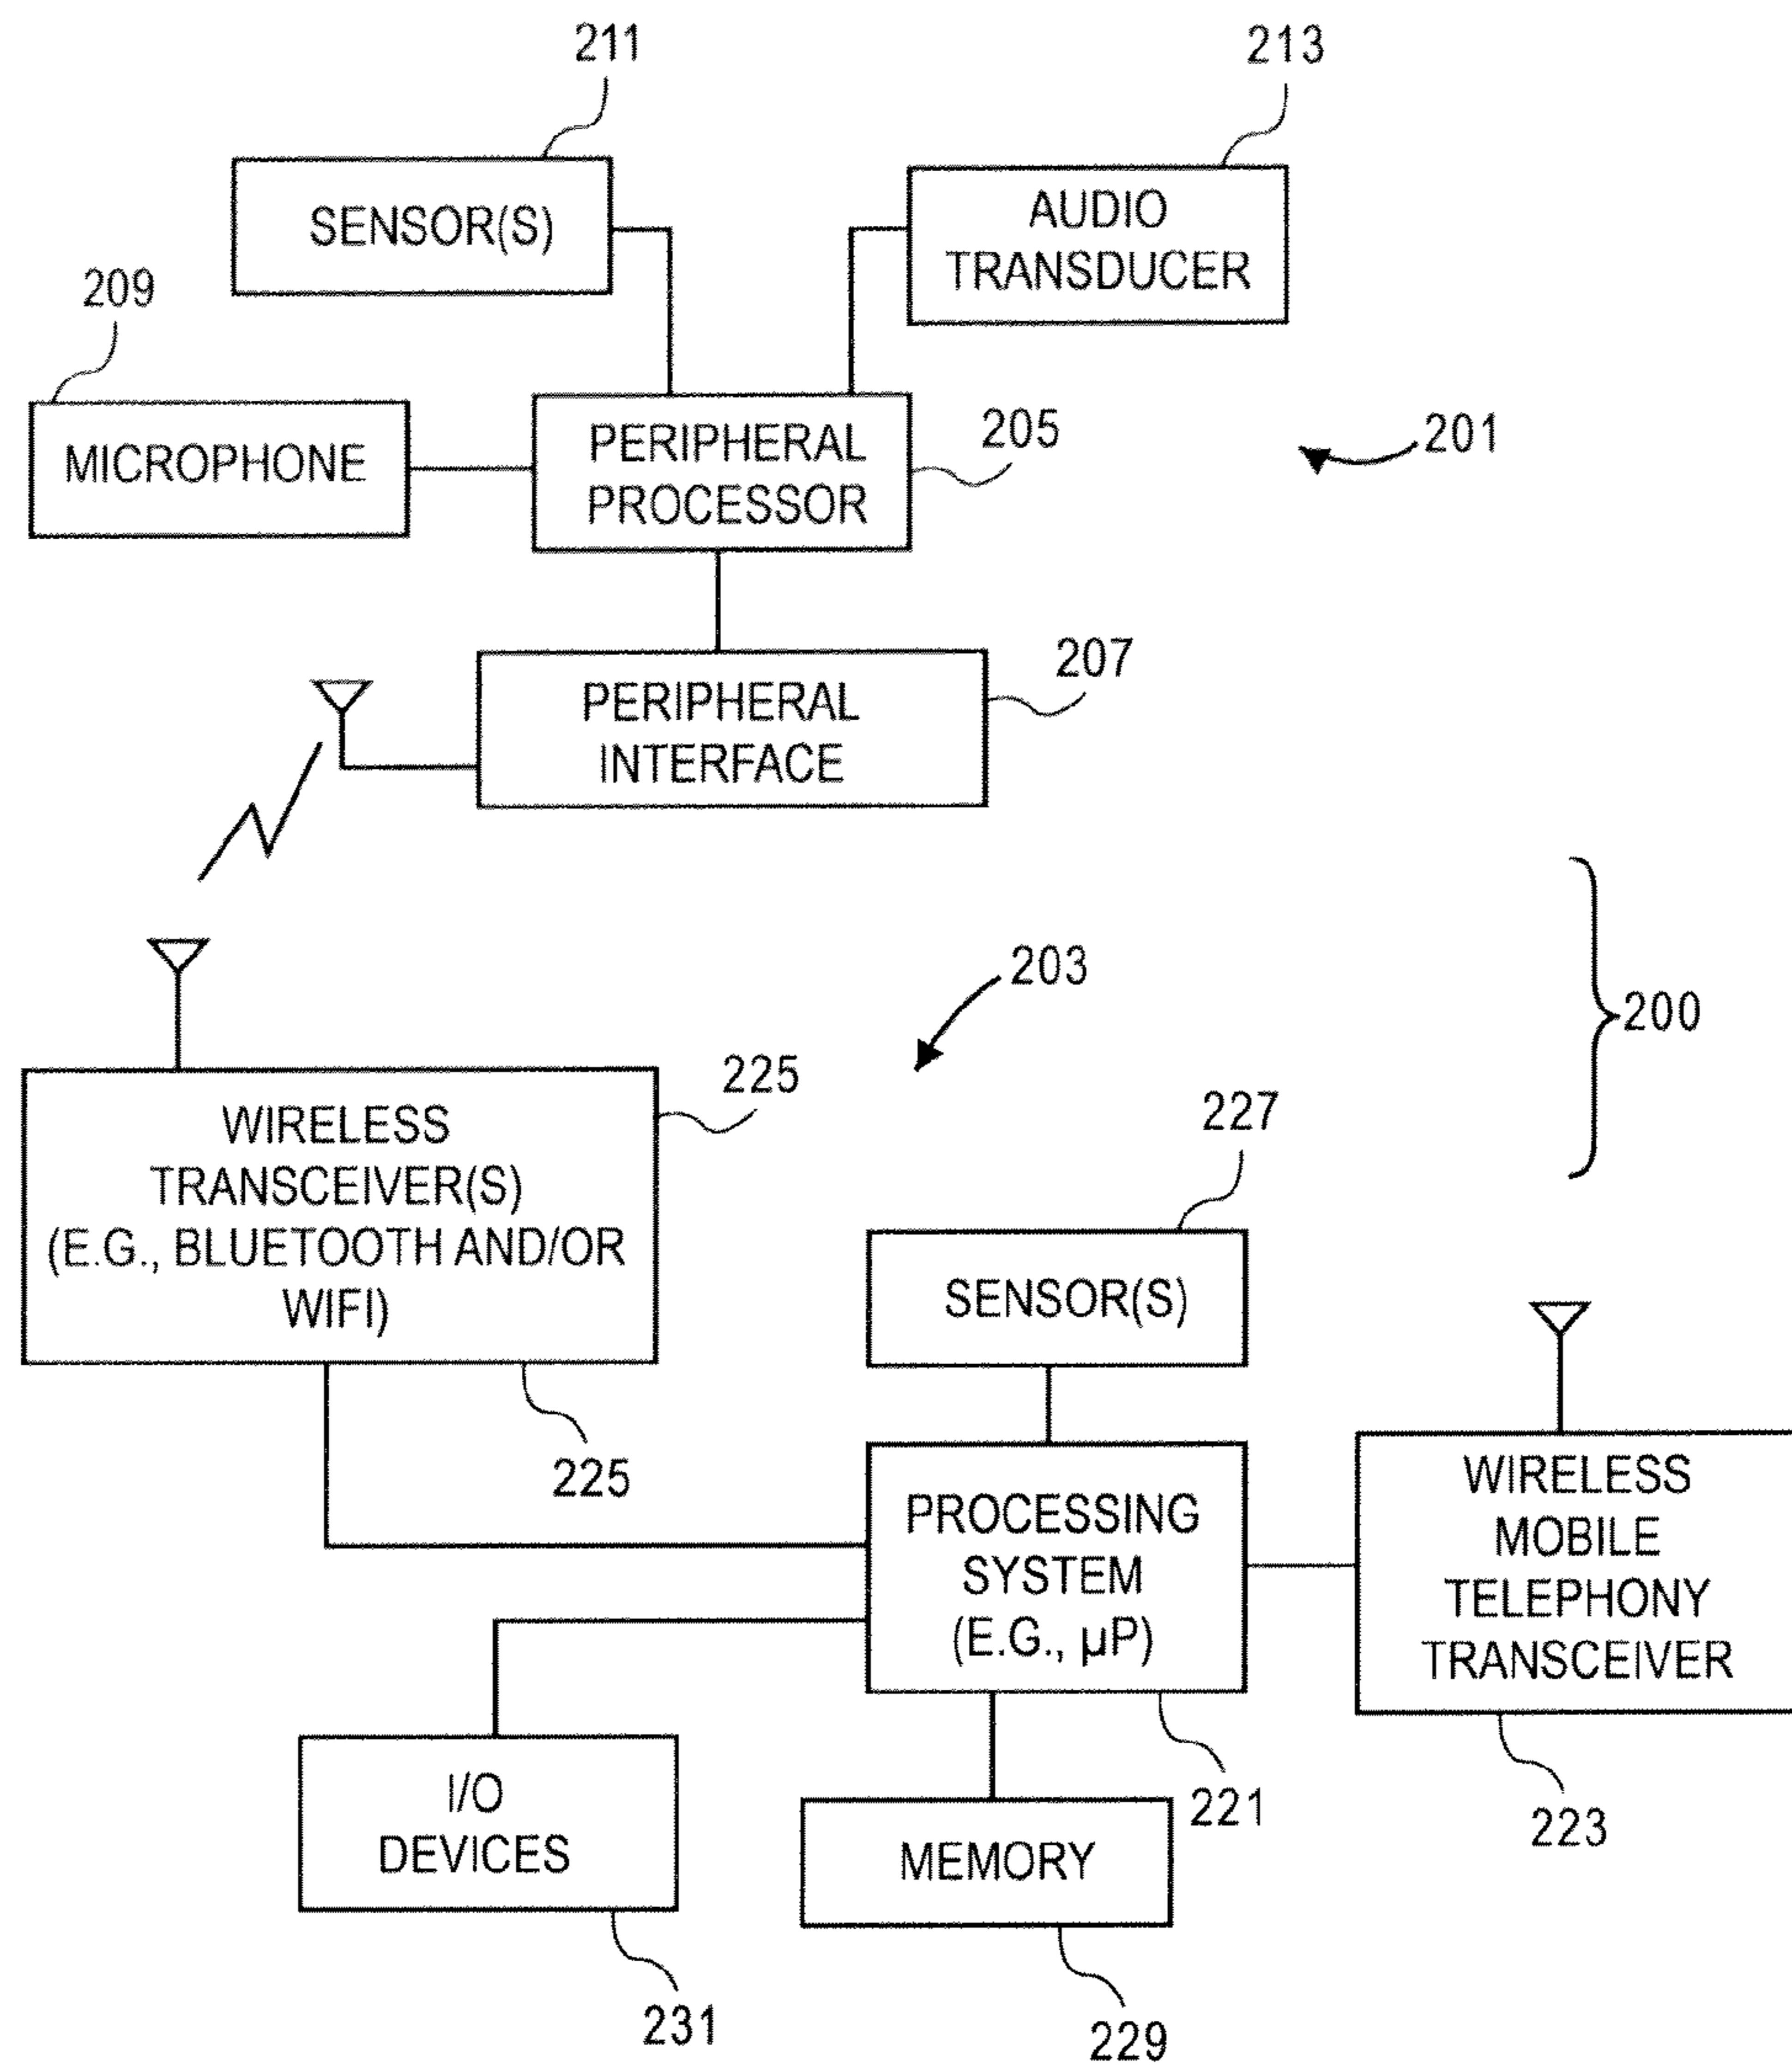 211
213
SENSOR(S)
AUDIO
TRANSDUCER
209
MICROPHONE
PERIPHERAL
PROCESSOR
205
201
207
PERIPHERAL
INTERFACE
203
200
225
WIRELESS
TRANSCEIVER(S)
(E.G., BLUETOOTH AND/OR
WIFI)
225
227
SENSOR(S)
PROCESSING
SYSTEM
(E.G., µP)
221
WIRELESS
MOBILE
TELEPHONY
TRANSCEIVER
223
I/O
DEVICES
231
MEMORY
229